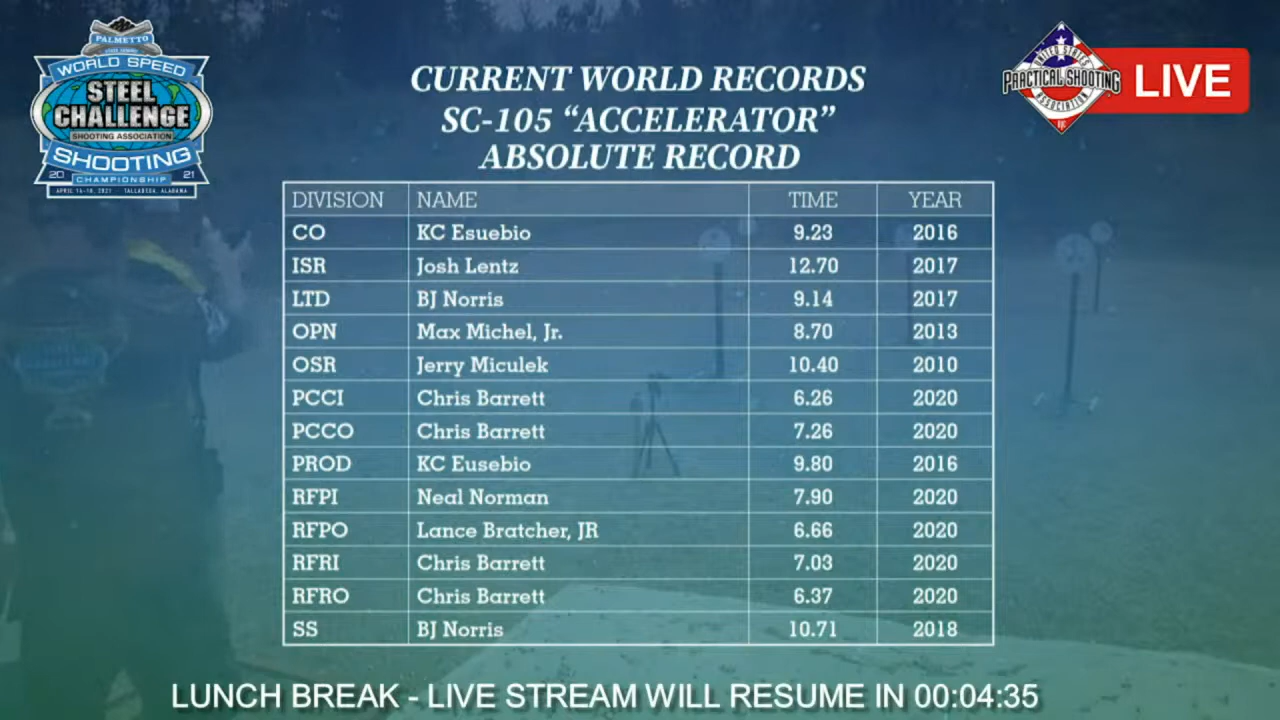 PALMETTO
WORLD SPEED
STEEL
CHALLENGE
SHOOTING ASSOCIATION
SHOOTING
20 21
CHAMPIONSHIP
TALLADEGA, ALABAMA
CURRENT WORLD RECORDS
SC-105 “ACCELERATOR”
ABSOLUTE RECORD
UNITED STATES
PRACTICAL SHOOTING
ASSOCIATION
LIVE
DIVISION NAME TIME YEAR
CO KC Esuebio 9.23 2016
ISR Josh Lentz 12.70 2017
LTD BJ Norris 9.14 2017
OPN Max Michel, Jr. 8.70 2013
OSR Jerry Miculek 10.40 2010
PCCI Chris Barrett 6.26 2020
PCCO Chris Barrett 7.26 2020
PROD KC Eusebio 9.80 2016
RFPI Neal Norman 7.90 2020
RFPO Lance Bratcher, JR 6.66 2020
RFRI Chris Barrett 7.03 2020
RFRO Chris Barrett 6.37 2020
SS BJ Norris 10.71 2018
LUNCH BREAK - LIVE STREAM WILL RESUME IN 00:04:35